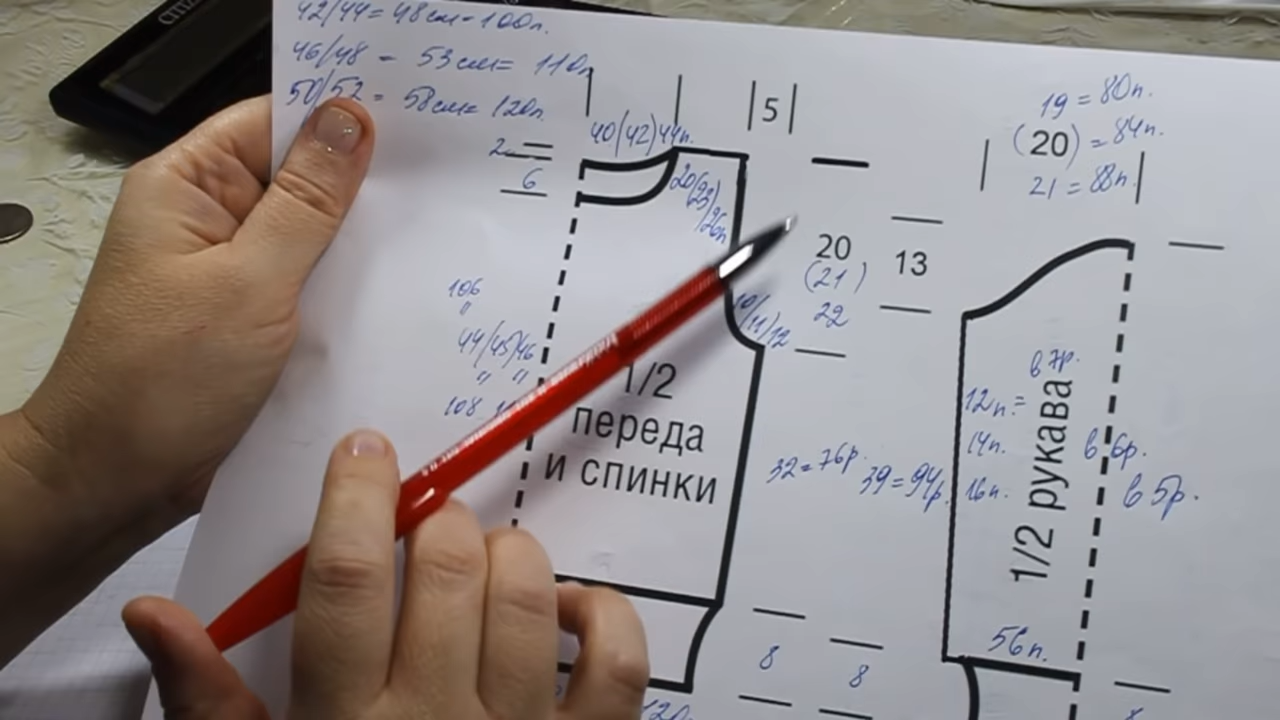 CITIZEN
42/44 = 48см - 100п.
46/48 - 53см = 110п
50/52 = 58см = 120п.
5
19 = 80п.
(20) = 84п.
21 = 88п.
40(42)44п.
2
6
20(23)26п
20
(21)
22
13
10/11/12
106
"
44/45/46
" "
108
1/2
переда
и спинки
32 = 76р.
39 = 94р.
1/2 рукава
12п. = в 7р.
14п. в 6р.
16п. в 5р.
56п.
8
8
120